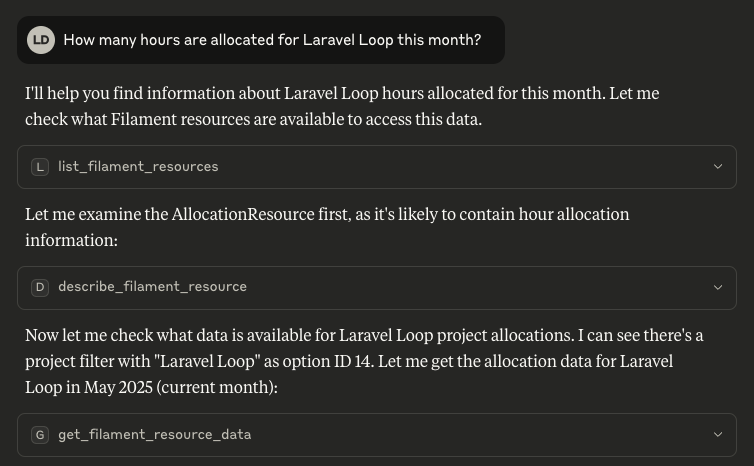 LD How many hours are allocated for Laravel Loop this month?
I'll help you find information about Laravel Loop hours allocated for this month. Let me
check what Filament resources are available to access this data.
L list_filament_resources
Let me examine the AllocationResource first, as it's likely to contain hour allocation
information:
D describe_filament_resource
Now let me check what data is available for Laravel Loop project allocations. I can see there's a
project filter with "Laravel Loop" as option ID 14. Let me get the allocation data for Laravel
Loop in May 2025 (current month):
G get_filament_resource_data